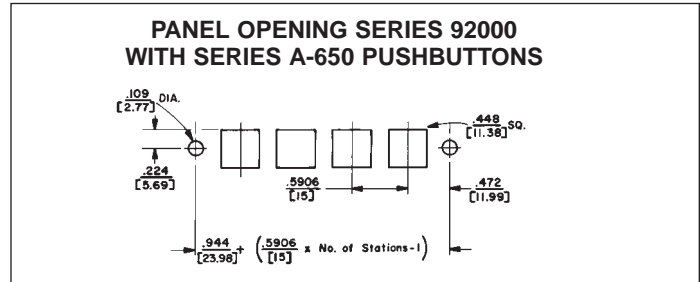 PANEL OPENING SERIES 92000
WITH SERIES A-650 PUSHBUTTONS
.109
[2.77] DIA.
.448
[11.38] SQ.
.224
[5.69]
.5906
[15]
.472
[11.99]
.944
[23.98] + (.5906
[15] x No. of Stations-1)